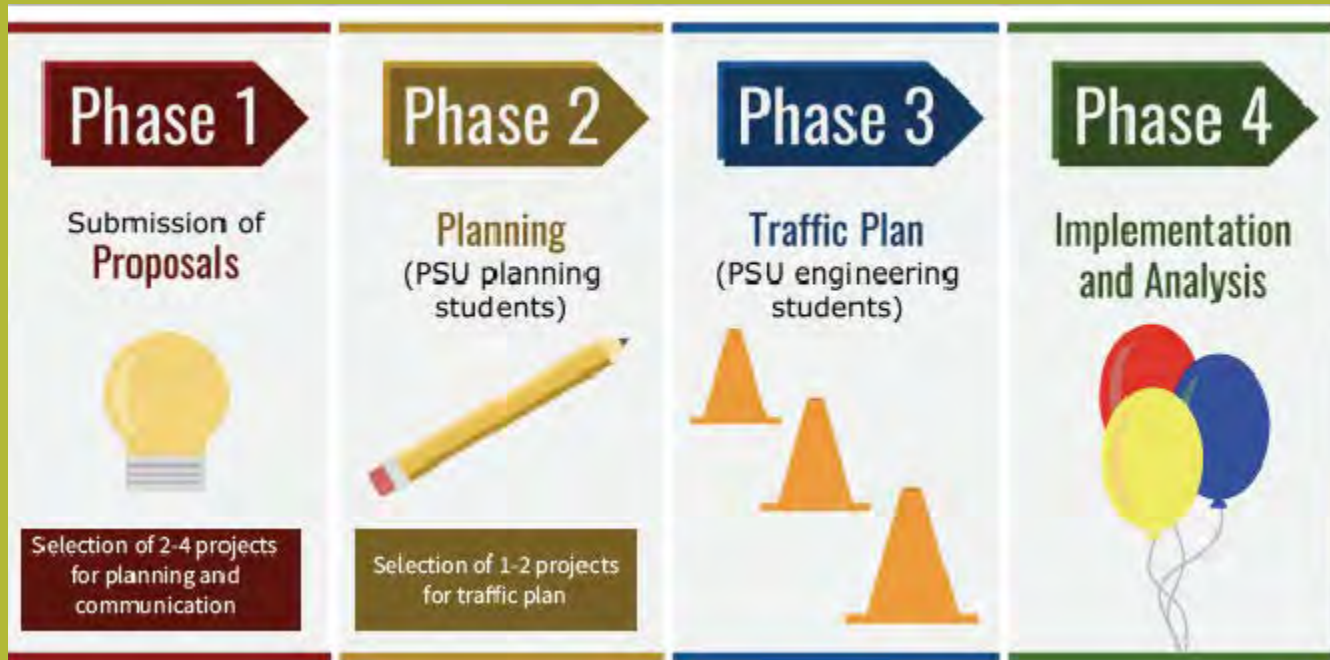 Phase 1
Submission of
Proposals
Selection of 2-4 projects
for planning and
communication
Phase 2
Planning
(PSU planning
students)
Selection of 1-2 projects
for traffic plan
Phase 3
Traffic Plan
(PSU engineering
students)
Phase 4
Implementation
and Analysis